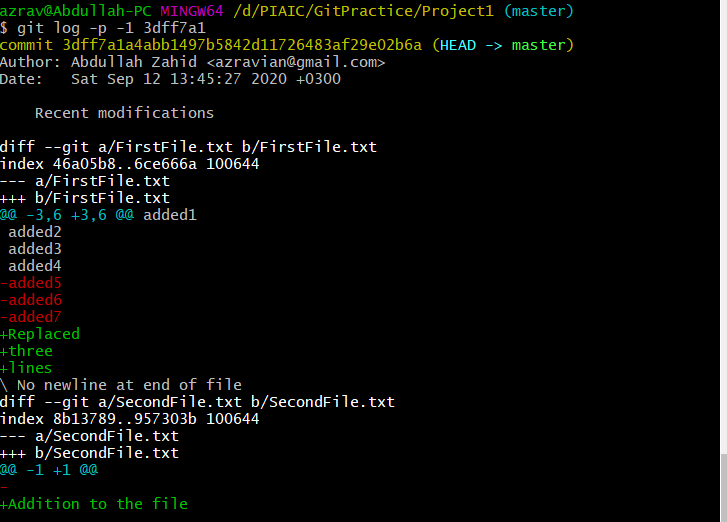 azrav@Abdullah-PC MINGW64 /d/PIAIC/GitPractice/Project1 (master)
$ git log -p -1 3dff7a1
commit 3dff7a1a4abb1497b5842d11726483af29e02b6a (HEAD -> master)
Author: Abdullah Zahid <azravian@gmail.com>
Date:   Sat Sep 12 13:45:27 2020 +0300

    Recent modifications

diff --git a/FirstFile.txt b/FirstFile.txt
index 46a05b8..6ce666a 100644
--- a/FirstFile.txt
+++ b/FirstFile.txt
@@ -3,6 +3,6 @@ added1
 added2
 added3
 added4
-added5
-added6
-added7
+Replaced
+three
+lines
\ No newline at end of file
diff --git a/SecondFile.txt b/SecondFile.txt
index 8b13789..957303b 100644
--- a/SecondFile.txt
+++ b/SecondFile.txt
@@ -1 +1 @@
-
+Addition to the file